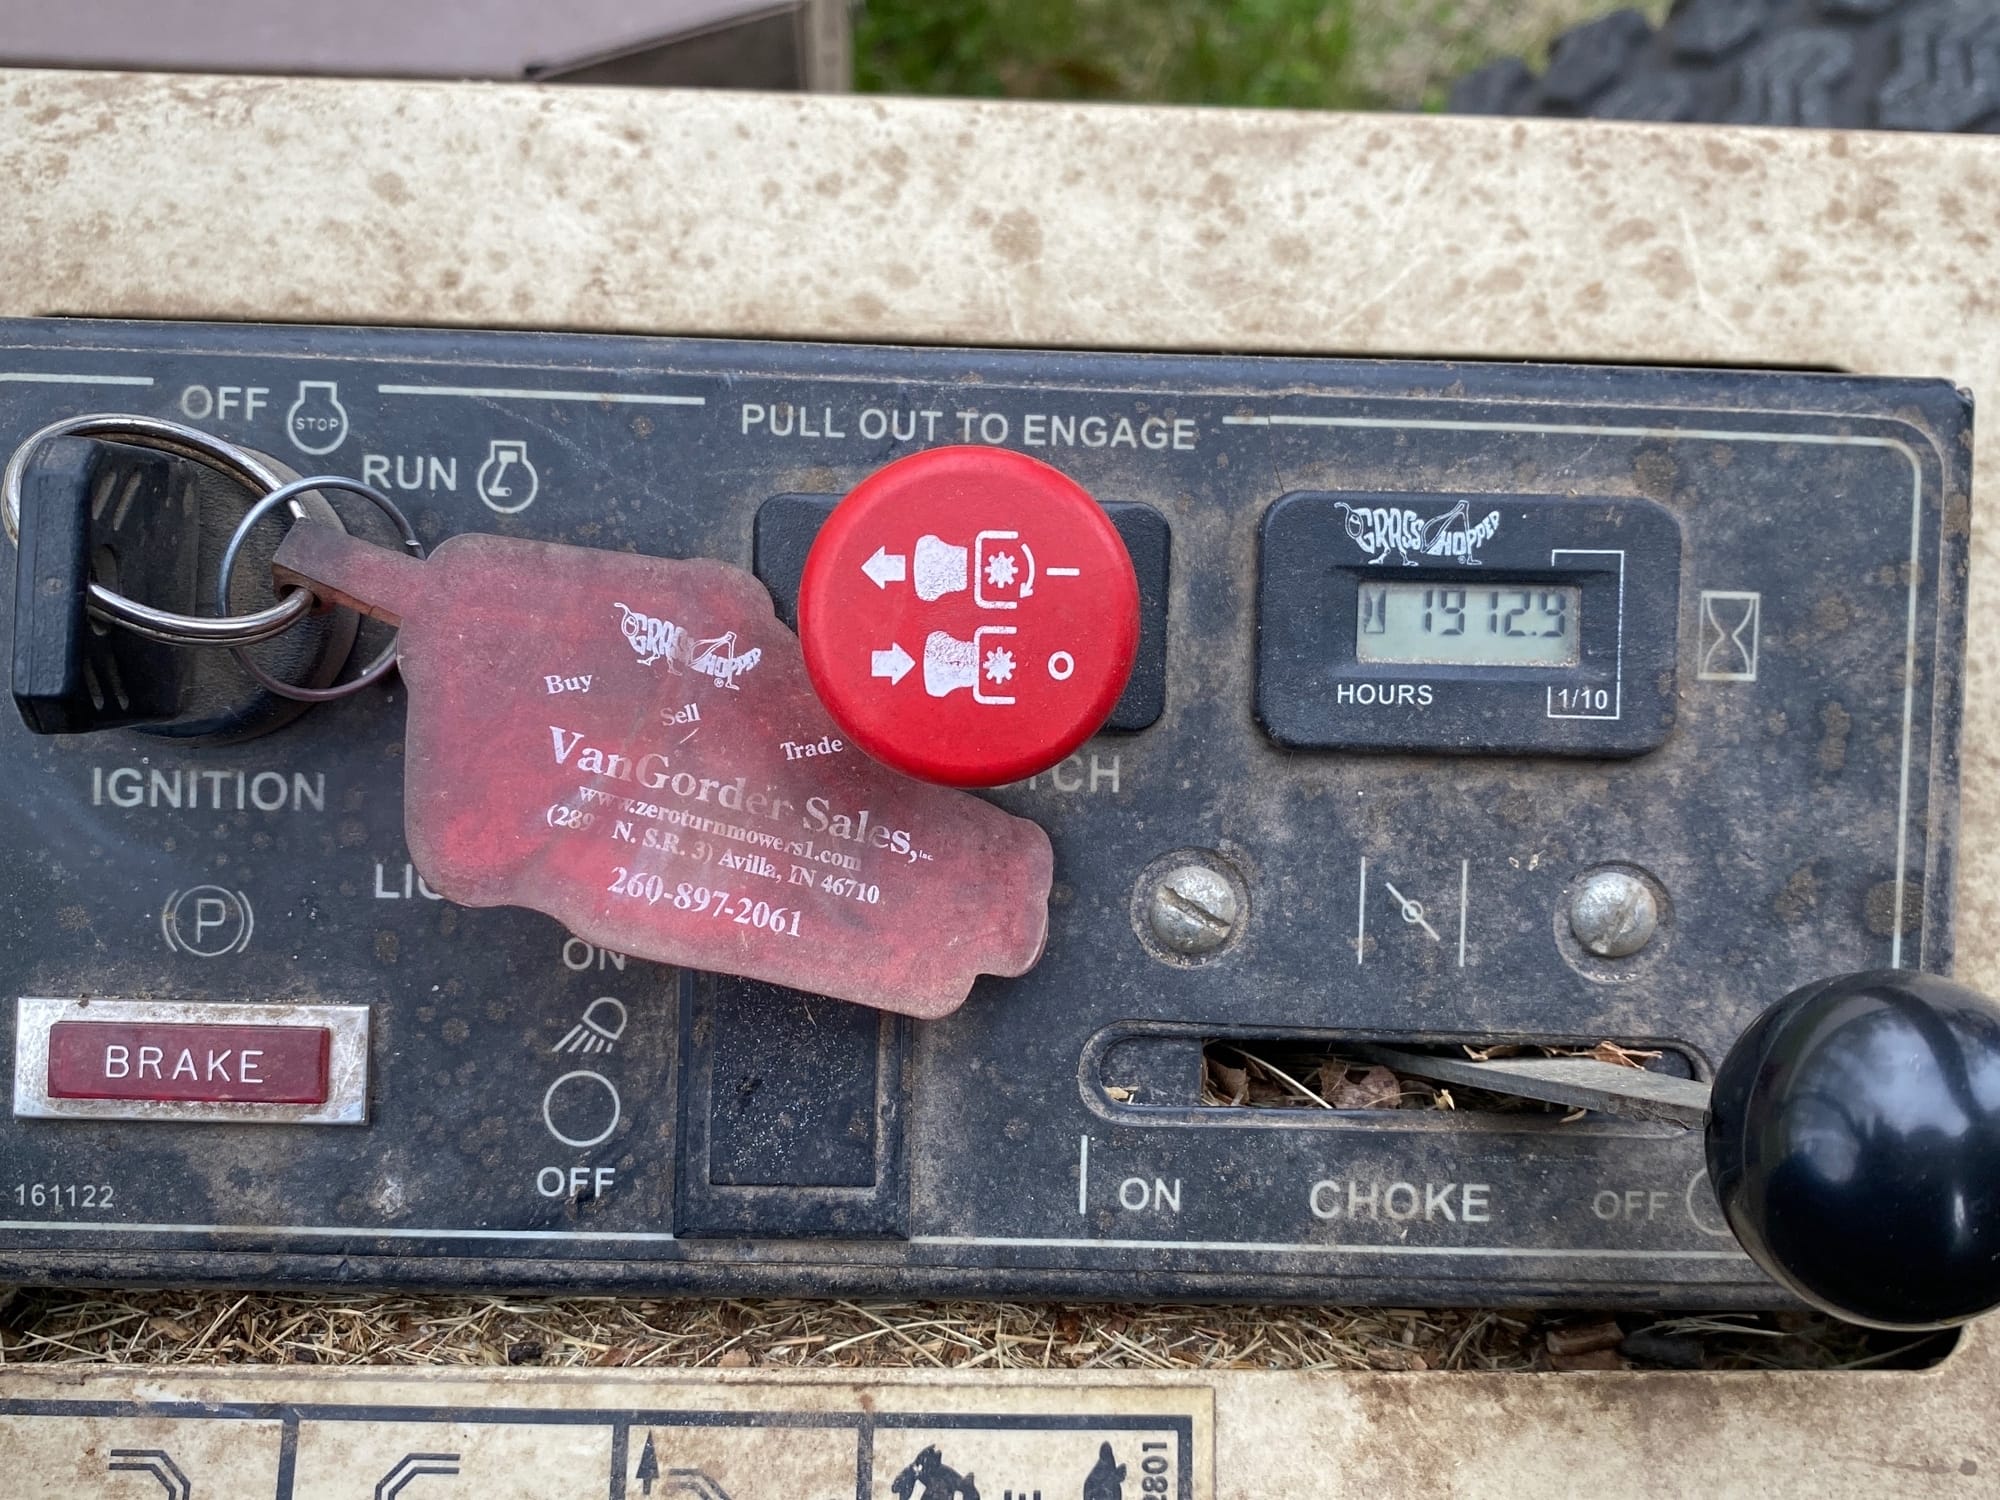 OFF
STOP
RUN
PULL OUT TO ENGAGE
GRASSHOPPER
1912.9
HOURS
1/10
IGNITION
GRASSHOPPER
Buy
Sell
Trade
VanGorder Sales, Inc.
www.zeroturnmowers1.com
N. S.R. 3) Avilla, IN 46710
260-897-2061
P
ON
BRAKE
OFF
161122
ON
CHOKE
OFF
2801